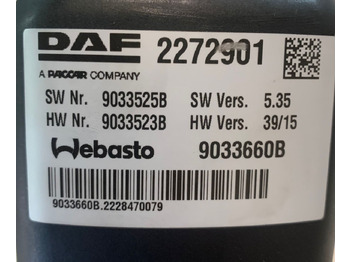 DAF 2272901
A PACCAR COMPANY
SW Nr. 9033525B SW Vers. 5.35
HW Nr. 9033523B HW Vers. 39/15
Webasto 9033660B
9033660B.2228470079